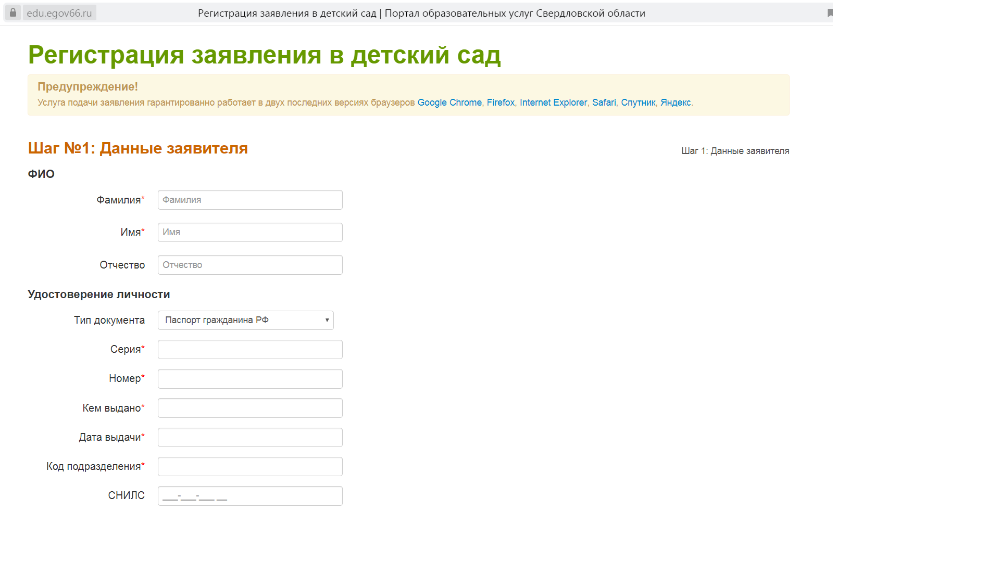 edu.egov66.ru Регистрация заявления в детский сад | Портал образовательных услуг Свердловской области
Регистрация заявления в детский сад
Предупреждение!
Услуга подачи заявления гарантированно работает в двух последних версиях браузеров Google Chrome, Firefox, Internet Explorer, Safari, Спутник, Яндекс.
Шаг №1: Данные заявителя
Шаг 1: Данные заявителя
ФИО
Фамилия* Фамилия
Имя* Имя
Отчество Отчество
Удостоверение личности
Тип документа Паспорт гражданина РФ
Серия*
Номер*
Кем выдано*
Дата выдачи*
Код подразделения*
СНИЛС ___-___-___ __